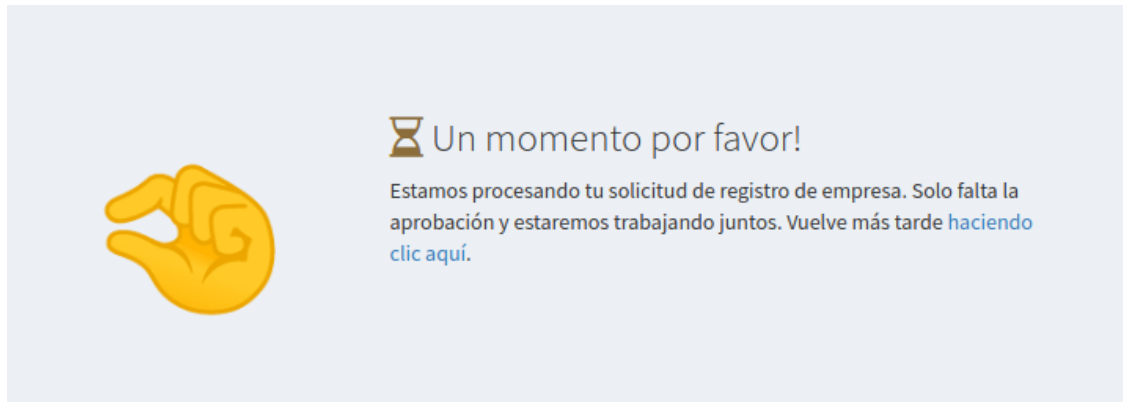 Un momento por favor!
Estamos procesando tu solicitud de registro de empresa. Solo falta la
aprobación y estaremos trabajando juntos. Vuelve más tarde haciendo
clic aquí.